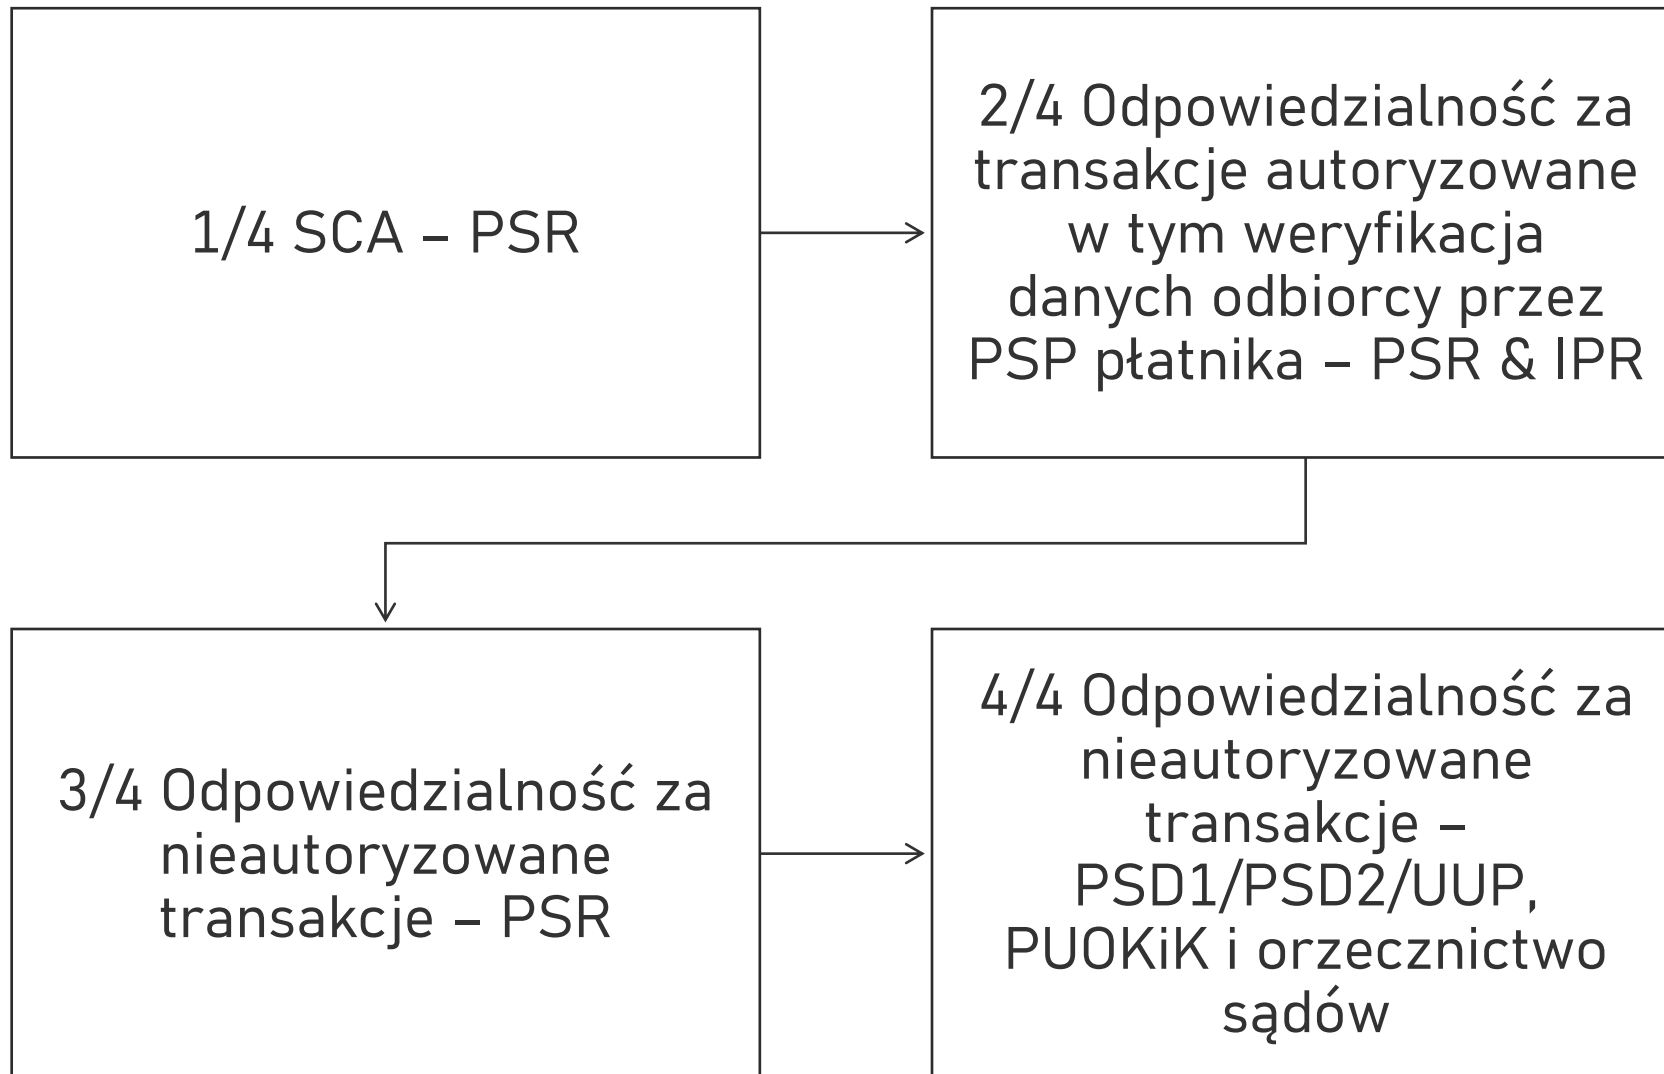 1/4 SCA – PSR
2/4 Odpowiedzialność za
transakcje autoryzowane
w tym weryfikacja
danych odbiorcy przez
PSP płatnika – PSR & IPR
3/4 Odpowiedzialność za
nieautoryzowane
transakcje – PSR
4/4 Odpowiedzialność za
nieautoryzowane
transakcje –
PSD1/PSD2/UUP,
PUOKiK i orzecznictwo
sądów